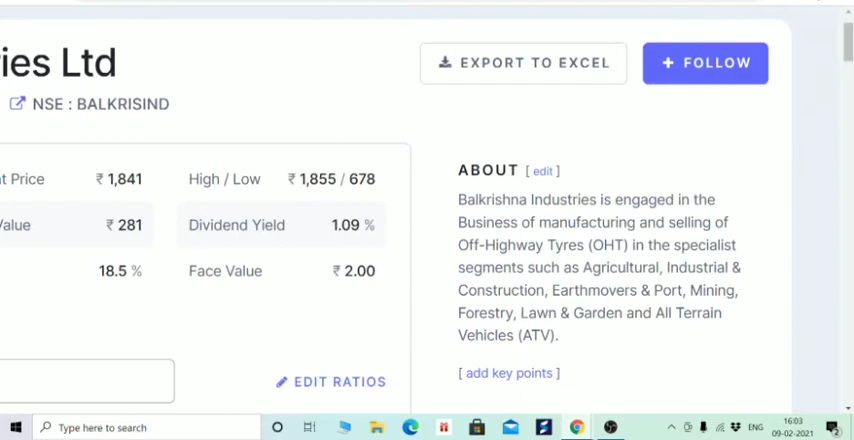 ries Ltd
EXPORT TO EXCEL
+ FOLLOW
NSE : BALKRISIND
nt Price ₹ 1,841 High / Low ₹ 1,855 / 678
Value ₹ 281 Dividend Yield 1.09 %
18.5 % Face Value ₹ 2.00
EDIT RATIOS
ABOUT [ edit ]
Balkrishna Industries is engaged in the
Business of manufacturing and selling of
Off-Highway Tyres (OHT) in the specialist
segments such as Agricultural, Industrial &
Construction, Earthmovers & Port, Mining,
Forestry, Lawn & Garden and All Terrain
Vehicles (ATV).
[ add key points ]
Type here to search
ENG
16:03
09-02-2021
2